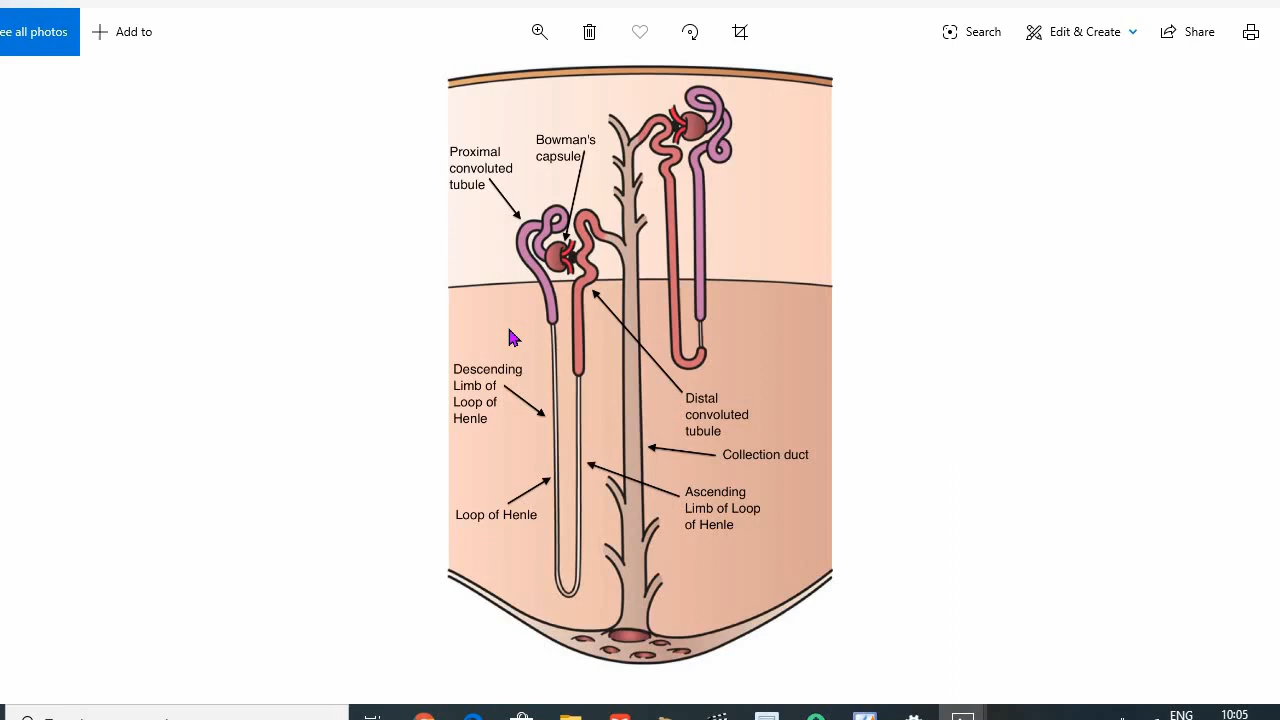 ee all photos
Add to
Search
Edit & Create
Share
Bowman's
capsule
Proximal
convoluted
tubule
Descending
Limb of
Loop of
Henle
Distal
convoluted
tubule
Collection duct
Ascending
Limb of Loop
of Henle
Loop of Henle
ENG
10:05